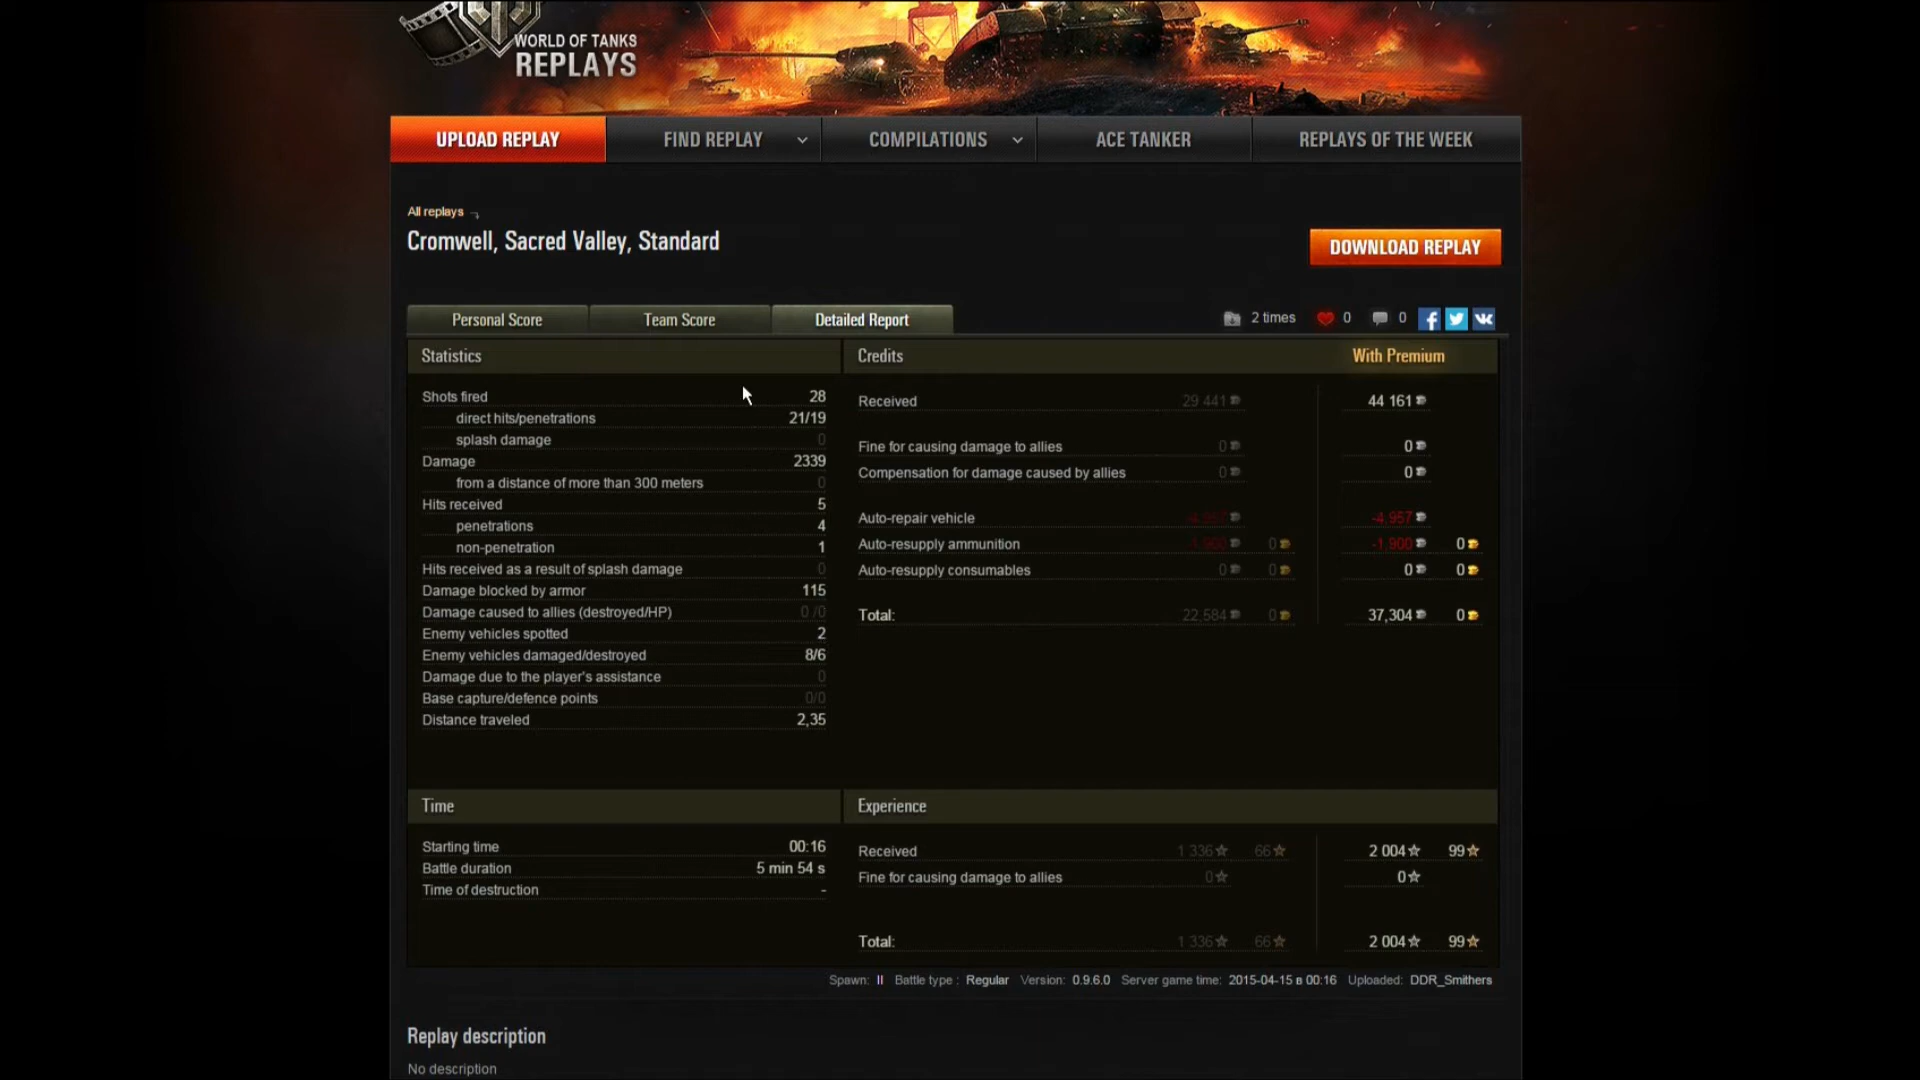 WORLD OF TANKS
REPLAYS
UPLOAD REPLAY FIND REPLAY COMPILATIONS ACE TANKER REPLAYS OF THE WEEK
All replays
Cromwell, Sacred Valley, Standard
DOWNLOAD REPLAY
Personal Score Team Score Detailed Report 2 times 0 0
Statistics Credits With Premium
Shots fired 28
direct hits/penetrations 21/19
splash damage 0
Damage 2339
from a distance of more than 300 meters 0
Hits received 5
penetrations 4
non-penetration 1
Hits received as a result of splash damage 0
Damage blocked by armor 115
Damage caused to allies (destroyed/HP) 0 /0
Enemy vehicles spotted 2
Enemy vehicles damaged/destroyed 8/6
Damage due to the player's assistance 0
Base capture/defence points 0/0
Distance traveled 2,35
Received 29 441 44 161
Fine for causing damage to allies 0 0
Compensation for damage caused by allies 0 0
Auto-repair vehicle -4,957 -4,957
Auto-resupply ammunition -1,900 0 -1,900 0
Auto-resupply consumables 0 0 0 0
Total: 22,584 0 37,304 0
Time Experience
Starting time 00:16
Battle duration 5 min 54 s
Time of destruction -
Received 1 336 66 2 004 99
Fine for causing damage to allies 0 0
Total: 1 336 66 2 004 99
Spawn: II Battle type : Regular Version: 0.9.6.0 Server game time: 2015-04-15 в 00:16 Uploaded: DDR_Smithers
Replay description
No description